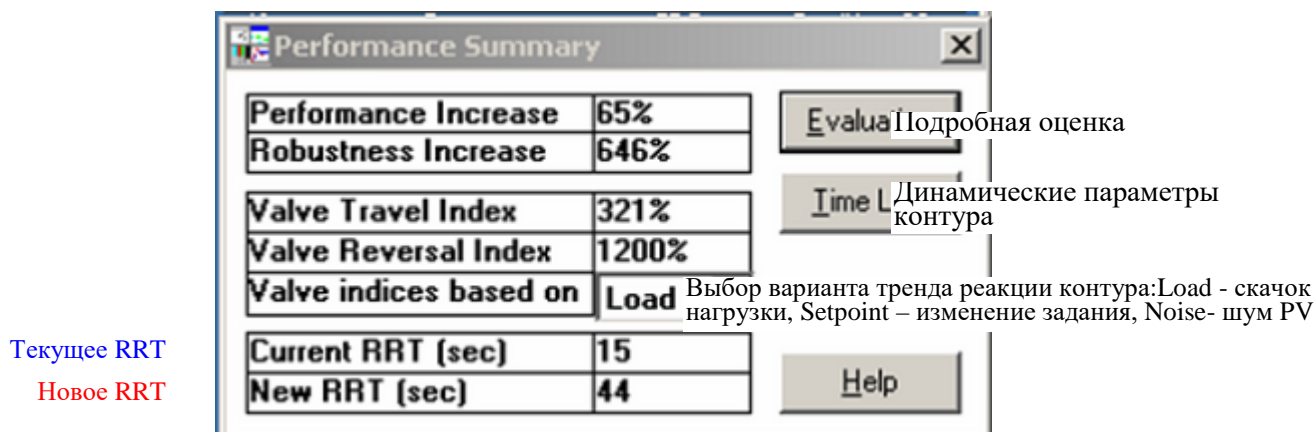 Performance Summary
Performance Increase 65%
Robustness Increase 646%
Valve Travel Index 321%
Valve Reversal Index 1200%
Valve indices based on Load
Current RRT (sec) 15
New RRT (sec) 44
Подробная оценка
Динамические параметры
контура
Выбор варианта тренда реакции контура:Load - скачок
нагрузки, Setpoint – изменение задания, Noise- шум PV
Help
Текущее RRT
Новое RRT